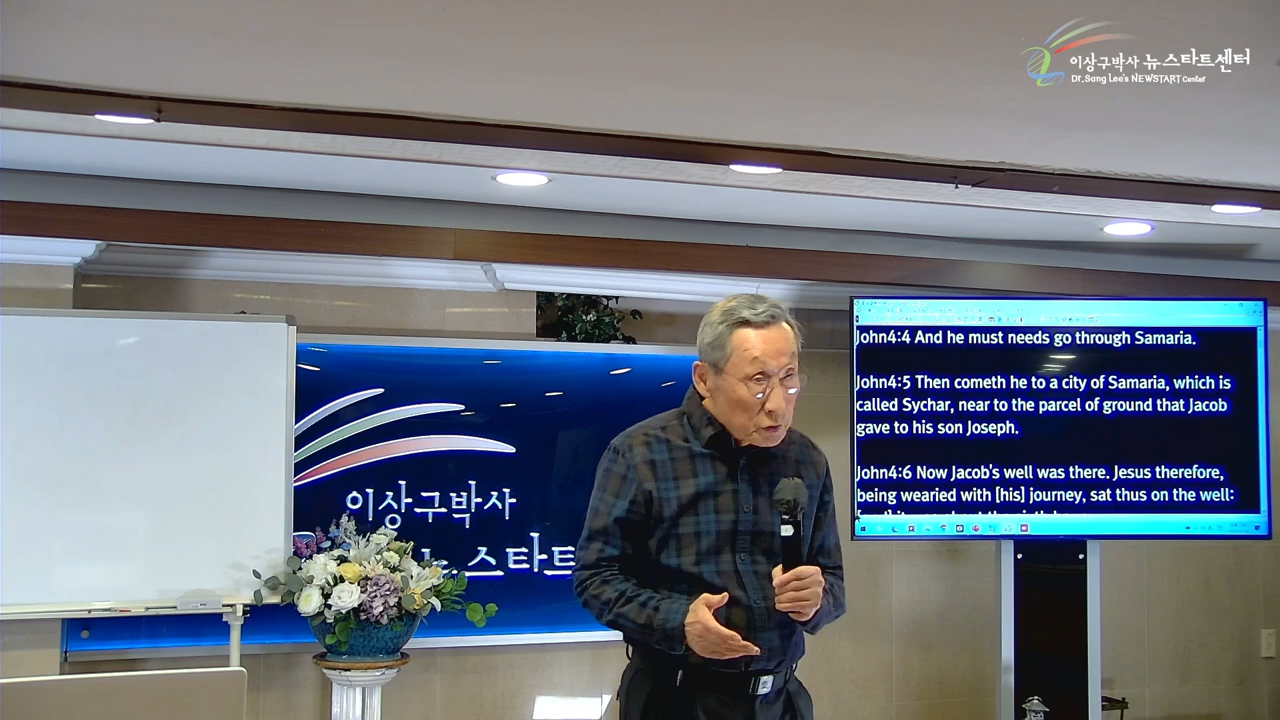 이상구박사 뉴스타트센터
Dr. Sang Lee's NEWSTART Center
이상구박사
스타트
John4:4 And he must needs go through Samaria.
John4:5 Then cometh he to a city of Samaria, which is
called Sychar, near to the parcel of ground that Jacob
gave to his son Joseph.
John4:6 Now Jacob's well was there. Jesus therefore,
being wearied with [his] journey, sat thus on the well: